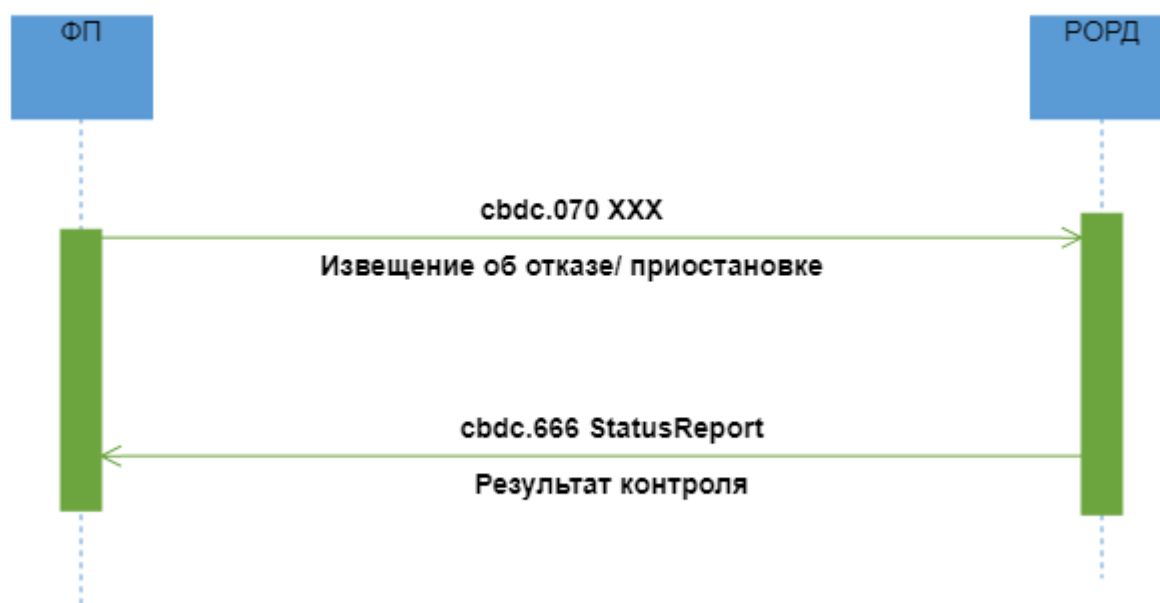 ФП
РОРД
cbdc.070 XXX
Извещение об отказе/ приостановке
cbdc.666 StatusReport
Результат контроля